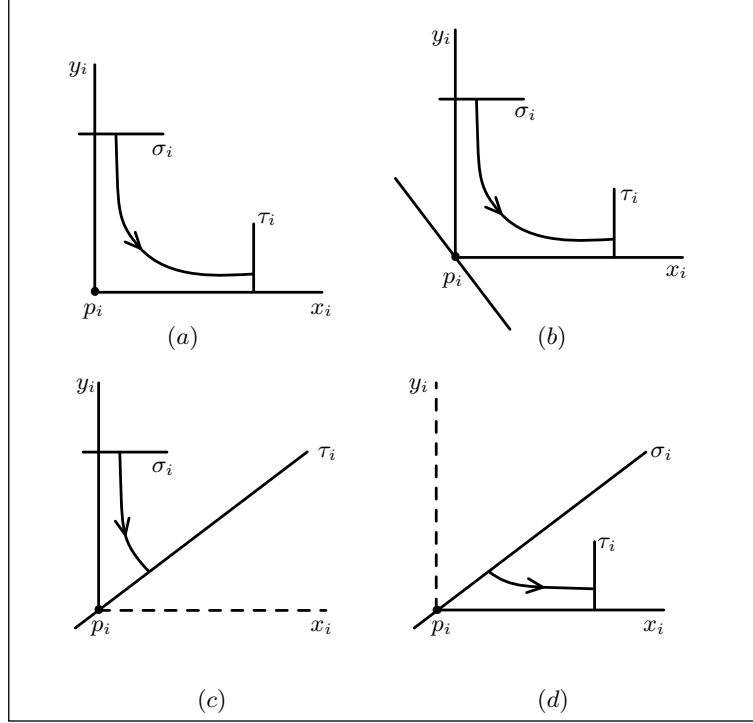 y_i
σ_i
τ_i
p_i
x_i
(a)
y_i
σ_i
τ_i
p_i
x_i
(b)
y_i
σ_i
τ_i
p_i
x_i
(c)
y_i
σ_i
τ_i
p_i
x_i
(d)